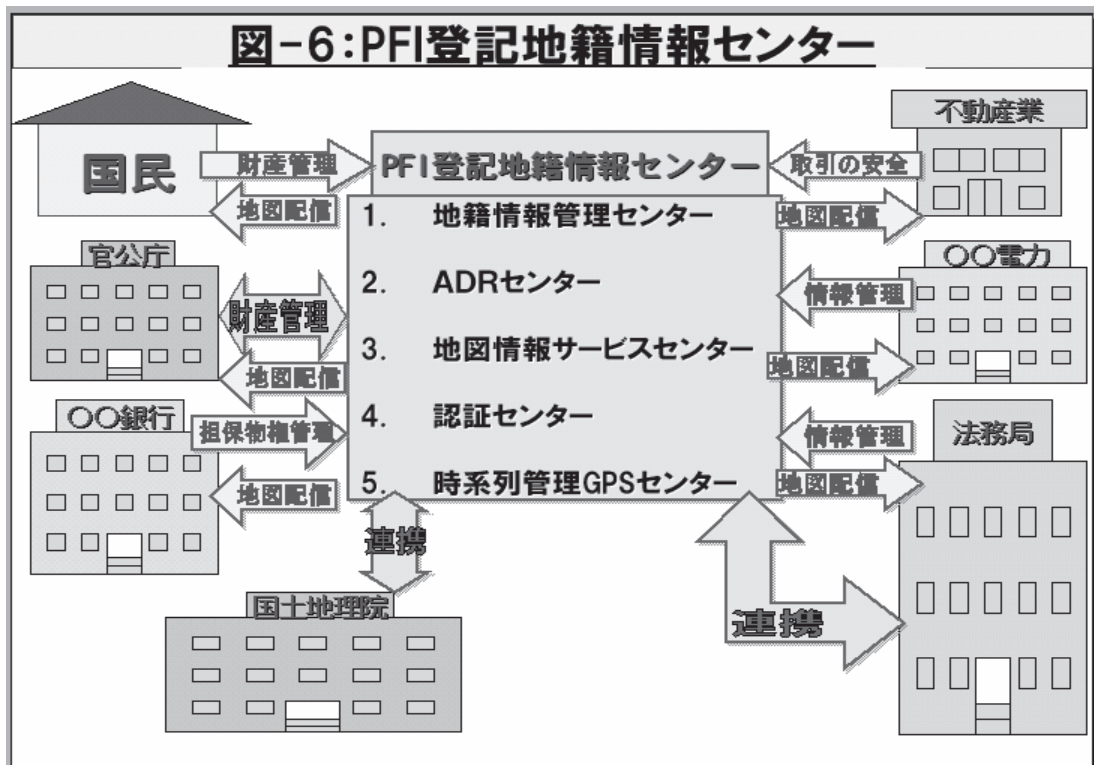 図-6:PFI登記地籍情報センター
国民
財産管理
地図配信
官公庁
財産管理
地図配信
〇〇銀行
担保物権管理
地図配信
PFI登記地籍情報センター
1. 地籍情報管理センター
2. ADRセンター
3. 地図情報サービスセンター
4. 認証センター
5. 時系列管理GPSセンター
不動産業
取引の安全
地図配信
〇〇電力
情報管理
地図配信
法務局
情報管理
地図配信
連携
国土地理院
連携